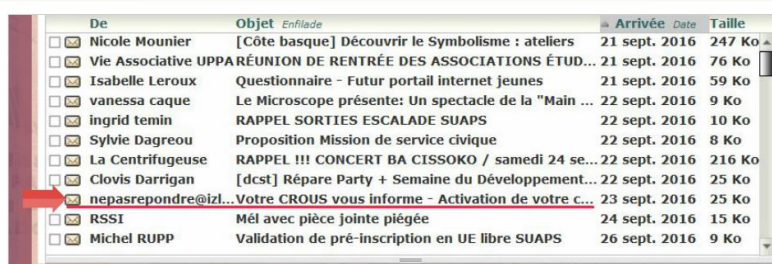 De Objet Enfilade Arrivée Date Taille
Nicole Mounier [Côte basque] Découvrir le Symbolisme : ateliers 21 sept. 2016 247 Ko
Vie Associative UPPA RÉUNION DE RENTRÉE DES ASSOCIATIONS ÉTUD... 21 sept. 2016 76 Ko
Isabelle Leroux Questionnaire - Futur portail internet jeunes 21 sept. 2016 59 Ko
vanessa caque Le Microscope présente: Un spectacle de la "Main ... 22 sept. 2016 9 Ko
ingrid temin RAPPEL SORTIES ESCALADE SUAPS 22 sept. 2016 10 Ko
Sylvie Dagreou Proposition Mission de service civique 22 sept. 2016 8 Ko
La Centrifugeuse RAPPEL !!! CONCERT BA CISSOKO / samedi 24 se... 22 sept. 2016 216 Ko
Clovis Darrigan [dcst] Répare Party + Semaine du Développement... 22 sept. 2016 25 Ko
nepasrepondre@izl... Votre CROUS vous informe - Activation de votre c... 23 sept. 2016 25 Ko
RSSI Mél avec pièce jointe piégée 24 sept. 2016 15 Ko
Michel RUPP Validation de pré-inscription en UE libre SUAPS 26 sept. 2016 9 Ko